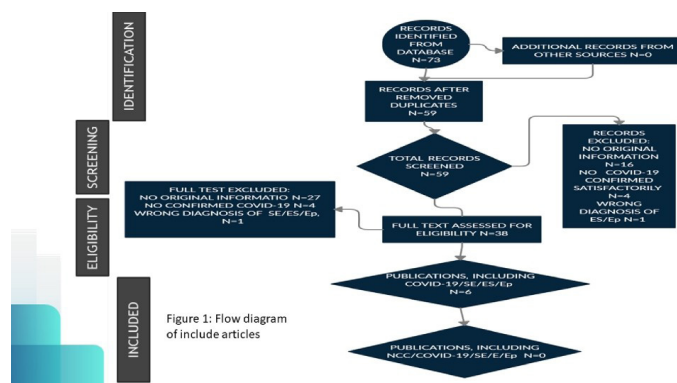 IDENTIFICATION
SCREENING
ELIGIBILITY
INCLUDED
RECORDS
IDENTIFIED
FROM
DATABASE
N=73
ADDITIONAL RECORDS FROM
OTHER SOURCES N=0
RECORDS AFTER
REMOVED
DUPLICATES
N=59
TOTAL RECORDS
SCREENED
N=59
RECORDS
EXCLUDED:
NO ORIGINAL
INFORMATION
N=16
NO COVID-19
CONFIRMED
SATISFACTORILY
N=4
WRONG
DIAGNOSIS OF
ES/Ep N=1
FULL TEST EXCLUDED:
NO ORIGINAL INFORMATIO N=27
NO CONFIRMED COVID-19 N=4
WRONG DIAGNOSIS OF SE/ES/Ep,
N=1
FULL TEXT ASSESSED FOR
ELIGIBILITY N=38
PUBLICATIONS, INCLUDING
COVID-19/SE/ES/Ep
N=6
PUBLICATIONS, INCLUDING
NCC/COVID-19/SE/E/Ep N=0
Figure 1: Flow diagram
of include articles